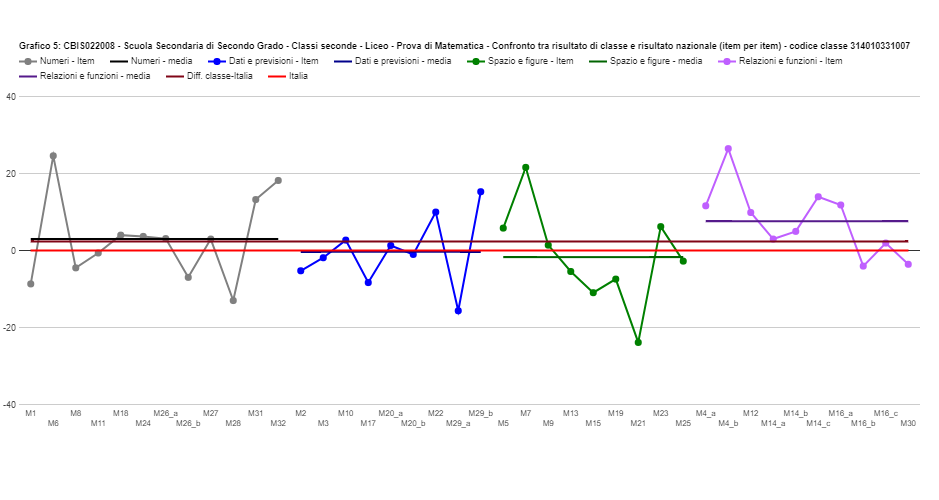 Grafico 5: CBIS022008 - Scuola Secondaria di Secondo Grado - Classi seconde - Liceo - Prova di Matematica - Confronto tra risultato di classe e risultato nazionale (item per item) - codice classe 314010331007
Numeri - Item Numeri - media Dati e previsioni - Item Dati e previsioni - media Spazio e figure - Item Spazio e figure - media Relazioni e funzioni - Item
Relazioni e funzioni - media Diff. classe-Italia Italia
40
20
0
-20
-40
M1 M8 M18 M26_a M27 M31 M2 M10 M20_a M22 M29_b M7 M13 M19 M23 M4_a M12 M14_b M16_a M16_c
M6 M11 M24 M26_b M28 M32 M3 M17 M20_b M29_a M5 M9 M15 M21 M25 M4_b M14_a M14_c M16_b M30